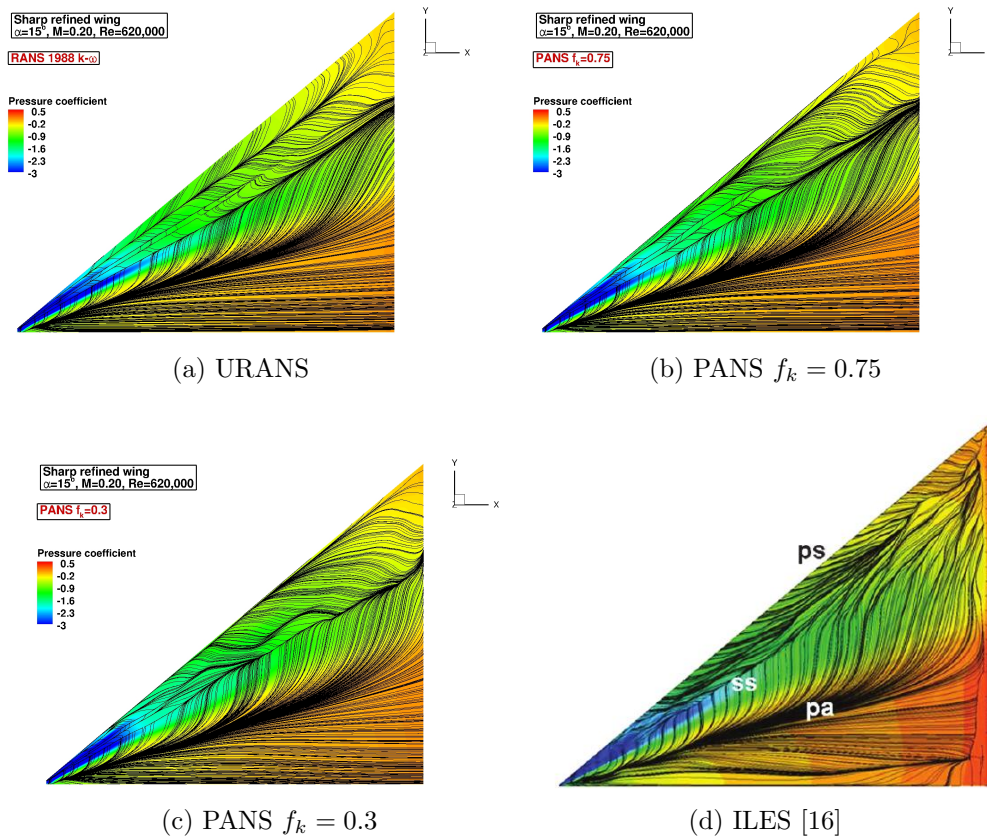 Sharp refined wing
α=15°, M=0.20, Re=620,000
RANS 1988 k-ω
Pressure coefficient
0.5
-0.2
-0.9
-1.6
-2.3
-3
Y
Z
X
(a) URANS
Sharp refined wing
α=15°, M=0.20, Re=620,000
PANS fk=0.75
Pressure coefficient
0.5
-0.2
-0.9
-1.6
-2.3
-3
Y
Z
X
(b) PANS fk = 0.75
Sharp refined wing
α=15°, M=0.20, Re=620,000
PANS fk=0.3
Pressure coefficient
0.5
-0.2
-0.9
-1.6
-2.3
-3
Y
Z
X
(c) PANS fk = 0.3
ps
ss
pa
(d) ILES [16]